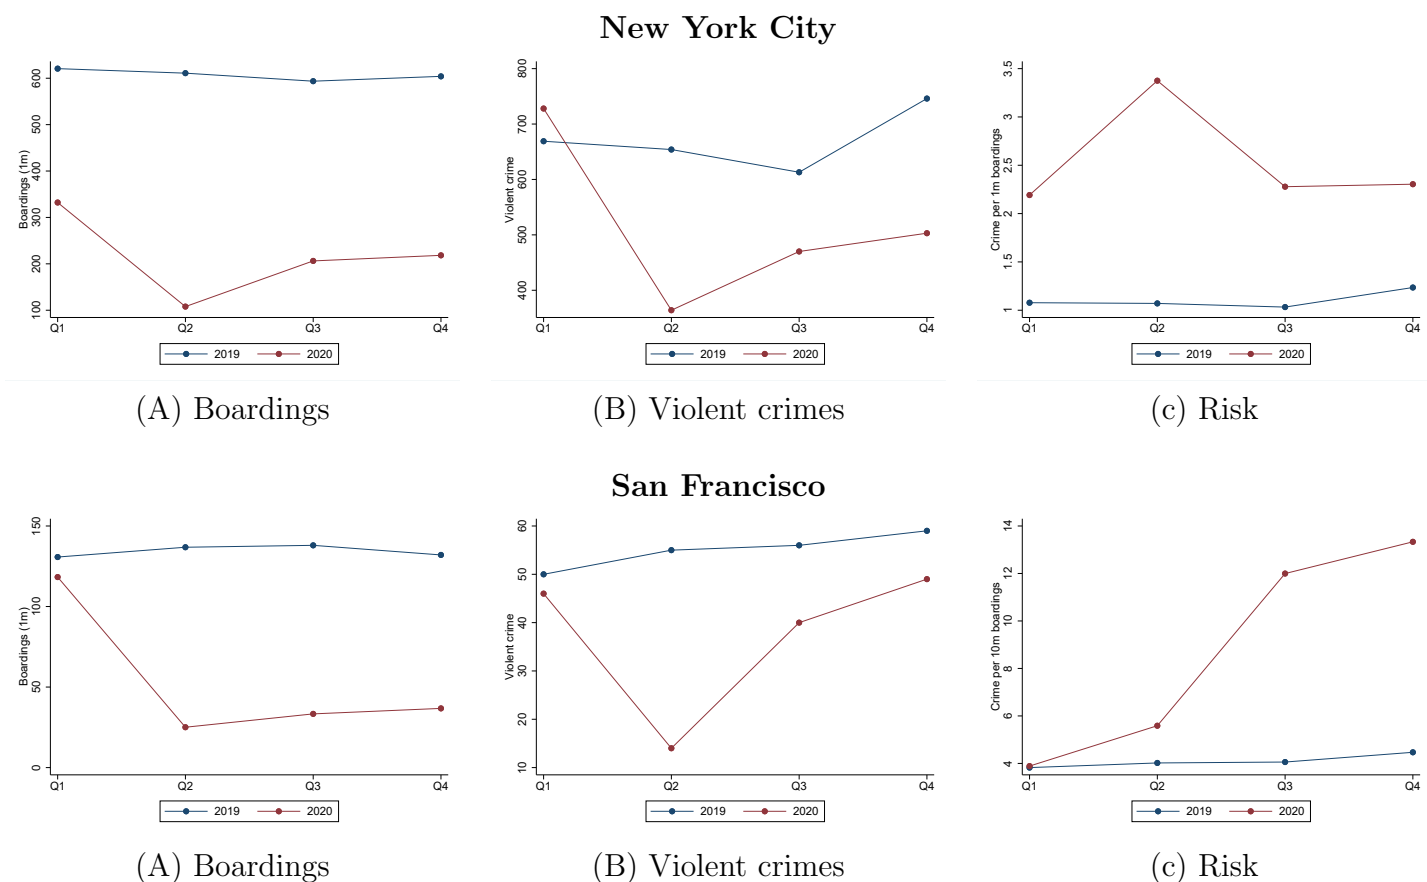 New York City
Boardings (1m)
600
500
400
300
200
100
Q1 Q2 Q3 Q4
2019 2020
(A) Boardings
Violent crime
800
700
600
500
400
Q1 Q2 Q3 Q4
2019 2020
(B) Violent crimes
Crime per 1m boardings
3.5
3
2.5
2
1.5
1
Q1 Q2 Q3 Q4
2019 2020
(c) Risk
San Francisco
Boardings (1m)
150
100
50
0
Q1 Q2 Q3 Q4
2019 2020
(A) Boardings
Violent crime
60
50
40
30
20
10
Q1 Q2 Q3 Q4
2019 2020
(B) Violent crimes
Crime per 10m boardings
14
12
10
8
6
4
Q1 Q2 Q3 Q4
2019 2020
(c) Risk